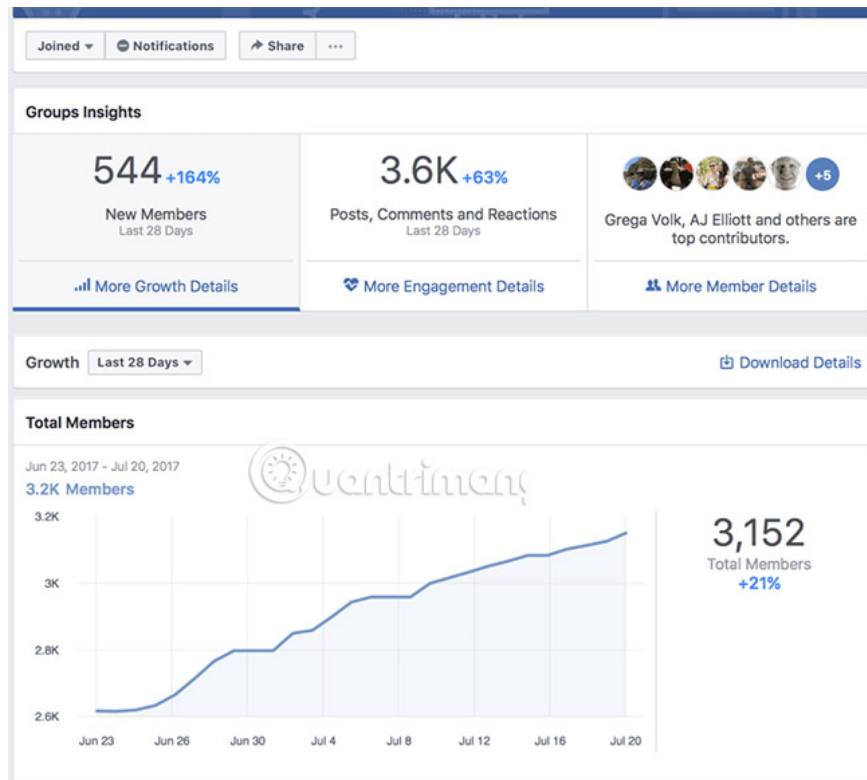 Joined Notifications Share ...
Groups Insights
544 +164%
New Members
Last 28 Days
More Growth Details
3.6K +63%
Posts, Comments and Reactions
Last 28 Days
More Engagement Details
+5
Grega Volk, AJ Elliott and others are
top contributors.
More Member Details
Growth Last 28 Days Download Details
Total Members
Jun 23, 2017 - Jul 20, 2017
3.2K Members
Quantrimang
3.2K
3K
2.8K
2.6K
Jun 23 Jun 26 Jun 30 Jul 4 Jul 8 Jul 12 Jul 16 Jul 20
3,152
Total Members
+21%